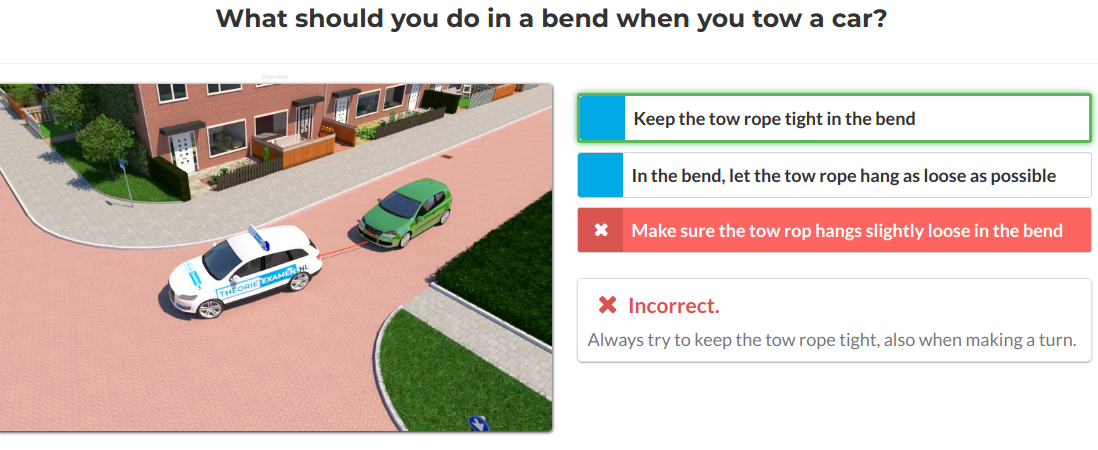 What should you do in a bend when you tow a car?
Keep the tow rope tight in the bend
In the bend, let the tow rope hang as loose as possible
Make sure the tow rop hangs slightly loose in the bend
THEORIE EXAMEN.NL
Incorrect.
Always try to keep the tow rope tight, also when making a turn.